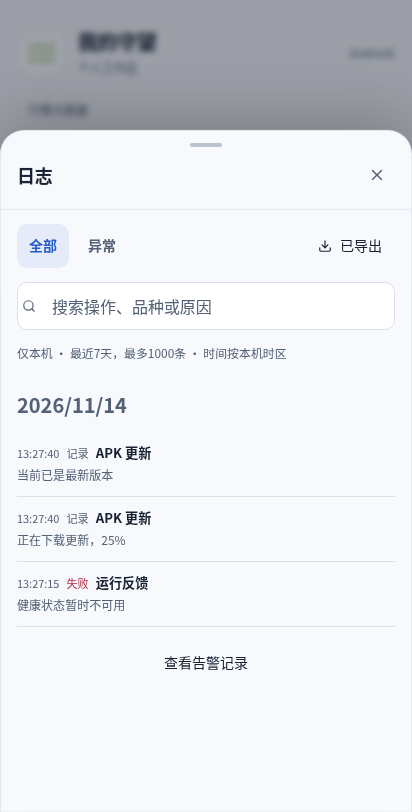 我的守望
Android
日志
全部 异常 已导出
搜索操作、品种或原因
仅本机 • 最近7天，最多1000条 • 时间按本机时区
2026/11/14
13:27:40 记录 APK 更新
当前已是最新版本
13:27:40 记录 APK 更新
正在下载更新，25%
13:27:15 失败 运行反馈
健康状态暂时不可用
查看告警记录